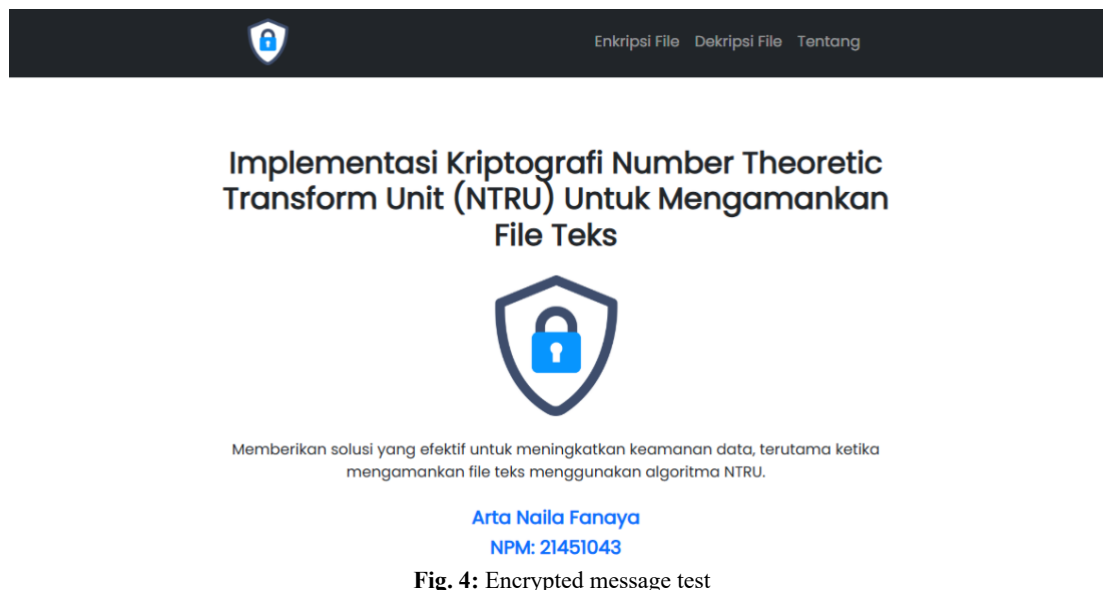 Enkripsi File Dekripsi File Tentang
Implementasi Kriptografi Number Theoretic
Transform Unit (NTRU) Untuk Mengamankan
File Teks
Memberikan solusi yang efektif untuk meningkatkan keamanan data, terutama ketika
mengamankan file teks menggunakan algoritma NTRU.
Arta Naila Fanaya
NPM: 21451043
Fig. 4: Encrypted message test